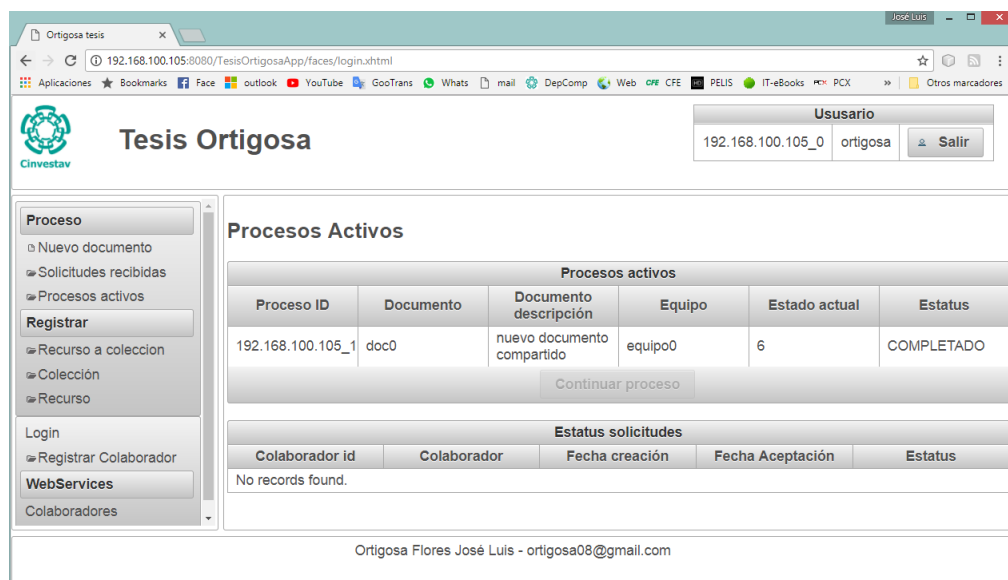 José Luis
Ortigosa tesis
192.168.100.105:8080/TesisOrtigosaApp/faces/login.xhtml
Aplicaciones Bookmarks Face outlook YouTube GooTrans Whats mail DepComp Web CFE CFE HD PELIS IT-eBooks PCX PCX » Otros marcadores
Cinvestav
Tesis Ortigosa
Ususario
192.168.100.105_0 ortigosa Salir
Proceso
Nuevo documento
Solicitudes recibidas
Procesos activos
Registrar
Recurso a coleccion
Colección
Recurso
Login
Registrar Colaborador
WebServices
Colaboradores
Procesos Activos
Procesos activos
Proceso ID Documento Documento descripción Equipo Estado actual Estatus
192.168.100.105_1 doc0 nuevo documento compartido equipo0 6 COMPLETADO
Continuar proceso
Estatus solicitudes
Colaborador id Colaborador Fecha creación Fecha Aceptación Estatus
No records found.
Ortigosa Flores José Luis - ortigosa08@gmail.com